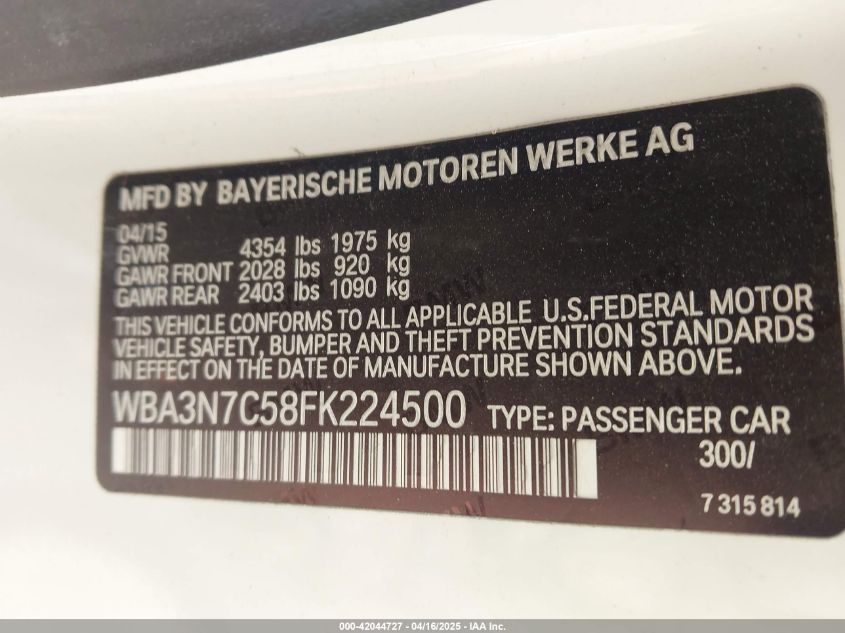 MFD BY BAYERISCHE MOTOREN WERKE AG
04/15
GVWR 4354 lbs 1975 kg
GAWR FRONT 2028 lbs 920 kg
GAWR REAR 2403 lbs 1090 kg
THIS VEHICLE CONFORMS TO ALL APPLICABLE U.S.FEDERAL MOTOR
VEHICLE SAFETY, BUMPER AND THEFT PREVENTION STANDARDS
IN EFFECT ON THE DATE OF MANUFACTURE SHOWN ABOVE.
WBA3N7C58FK224500 TYPE: PASSENGER CAR
300/
7 315 814
000-42044727 - 04/16/2025 - IAA Inc.